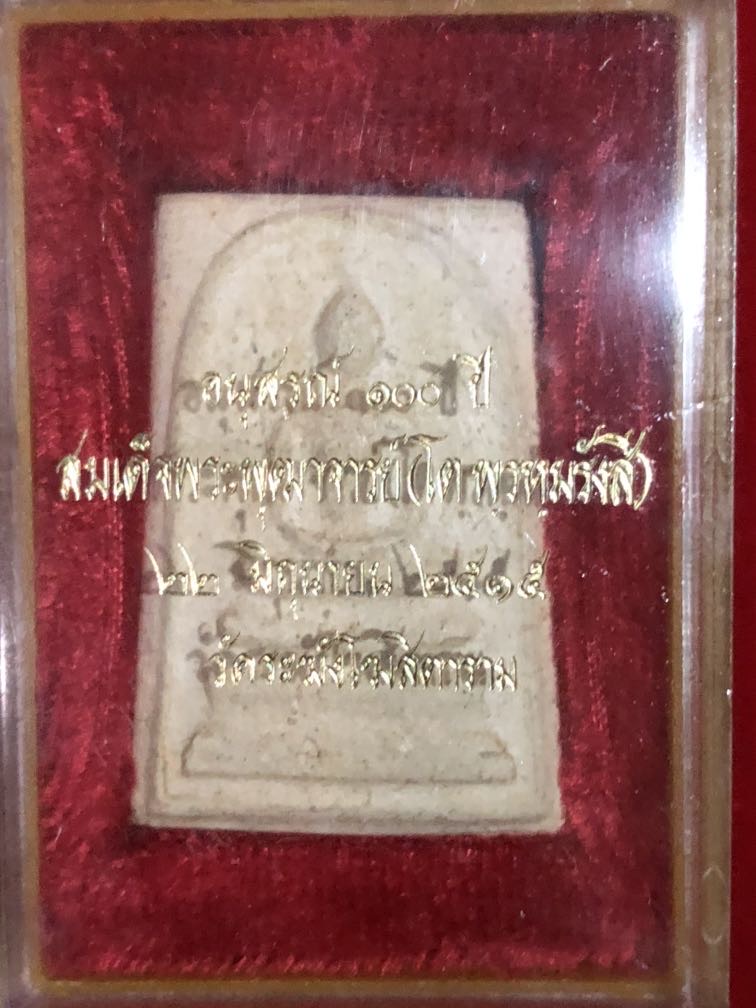 อนุสรณ์ ๑๐๐ ปี
สมเด็จพระพุฒาจารย์(โต พฺรหฺมรังสี)
๒๒ มิถุนายน ๒๕๑๕
วัดระฆังโฆสิตาราม